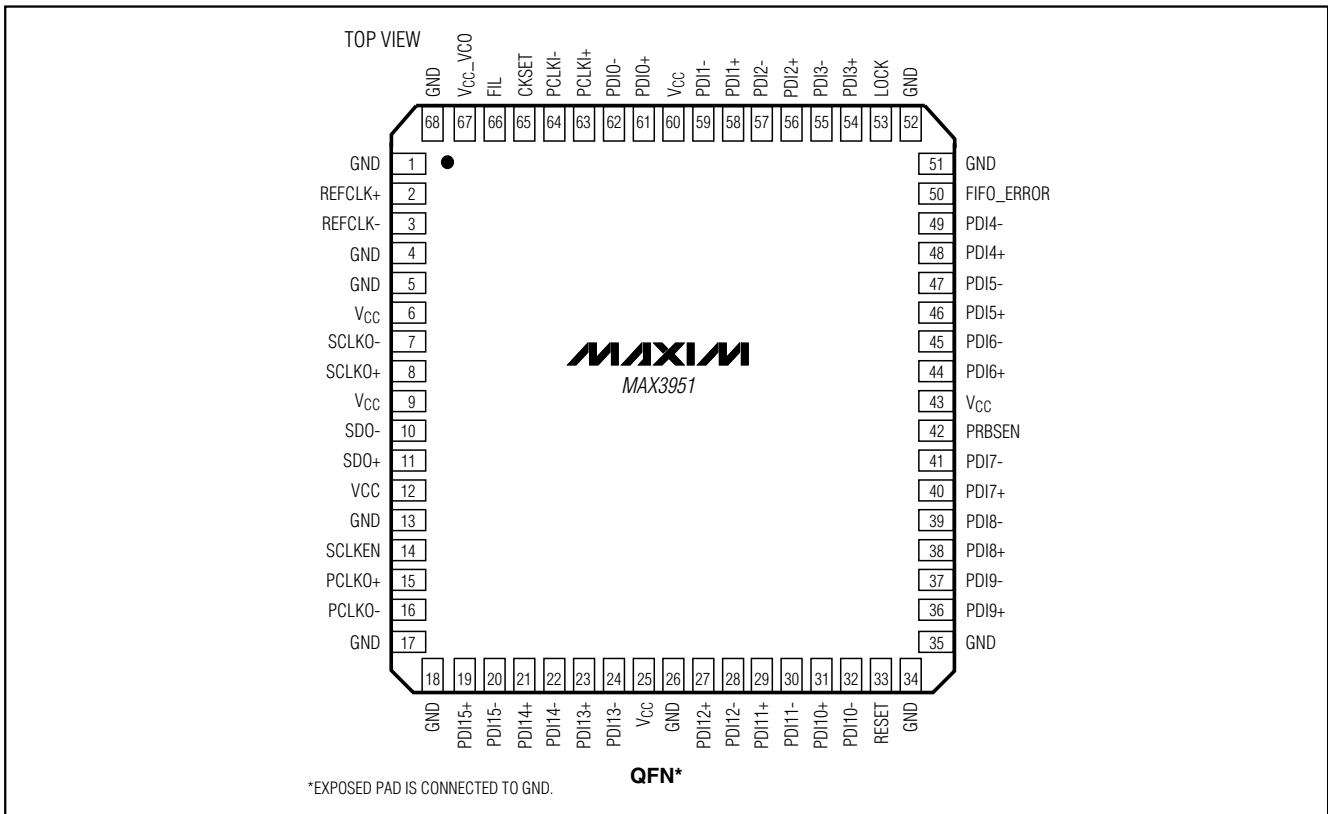 TOP VIEW
GND
VCC_VCO
FIL
CKSET
PCLKI-
PCLKI+
PDI0-
PDI0+
VCC
PDI1-
PDI1+
PDI2-
PDI2+
PDI3-
PDI3+
LOCK
GND
68 67 66 65 64 63 62 61 60 59 58 57 56 55 54 53 52
GND 1
REFCLK+ 2
REFCLK- 3
GND 4
GND 5
VCC 6
SCLKO- 7
SCLKO+ 8
VCC 9
SDO- 10
SDO+ 11
VCC 12
GND 13
SCLKEN 14
PCLKO+ 15
PCLKO- 16
GND 17
MAXIM
MAX3951
51 GND
50 FIFO_ERROR
49 PDI4-
48 PDI4+
47 PDI5-
46 PDI5+
45 PDI6-
44 PDI6+
43 VCC
42 PRBSEN
41 PDI7-
40 PDI7+
39 PDI8-
38 PDI8+
37 PDI9-
36 PDI9+
35 GND
18 19 20 21 22 23 24 25 26 27 28 29 30 31 32 33 34
GND
PDI15+
PDI15-
PDI14+
PDI14-
PDI13+
PDI13-
VCC
GND
PDI12+
PDI12-
PDI11+
PDI11-
PDI10+
PDI10-
RESET
GND
QFN*
*EXPOSED PAD IS CONNECTED TO GND.